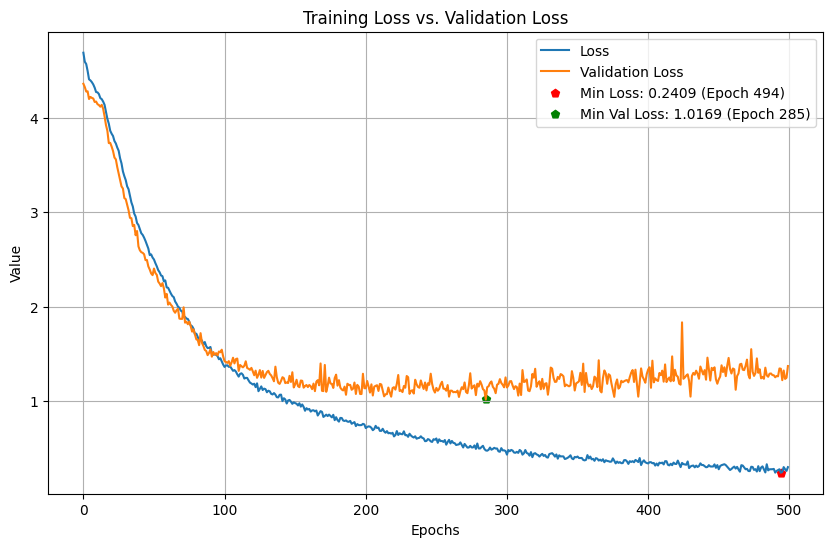 Training Loss vs. Validation Loss
Loss
Validation Loss
Min Loss: 0.2409 (Epoch 494)
Min Val Loss: 1.0169 (Epoch 285)
Value
4
3
2
1
0
100
200
300
400
500
Epochs